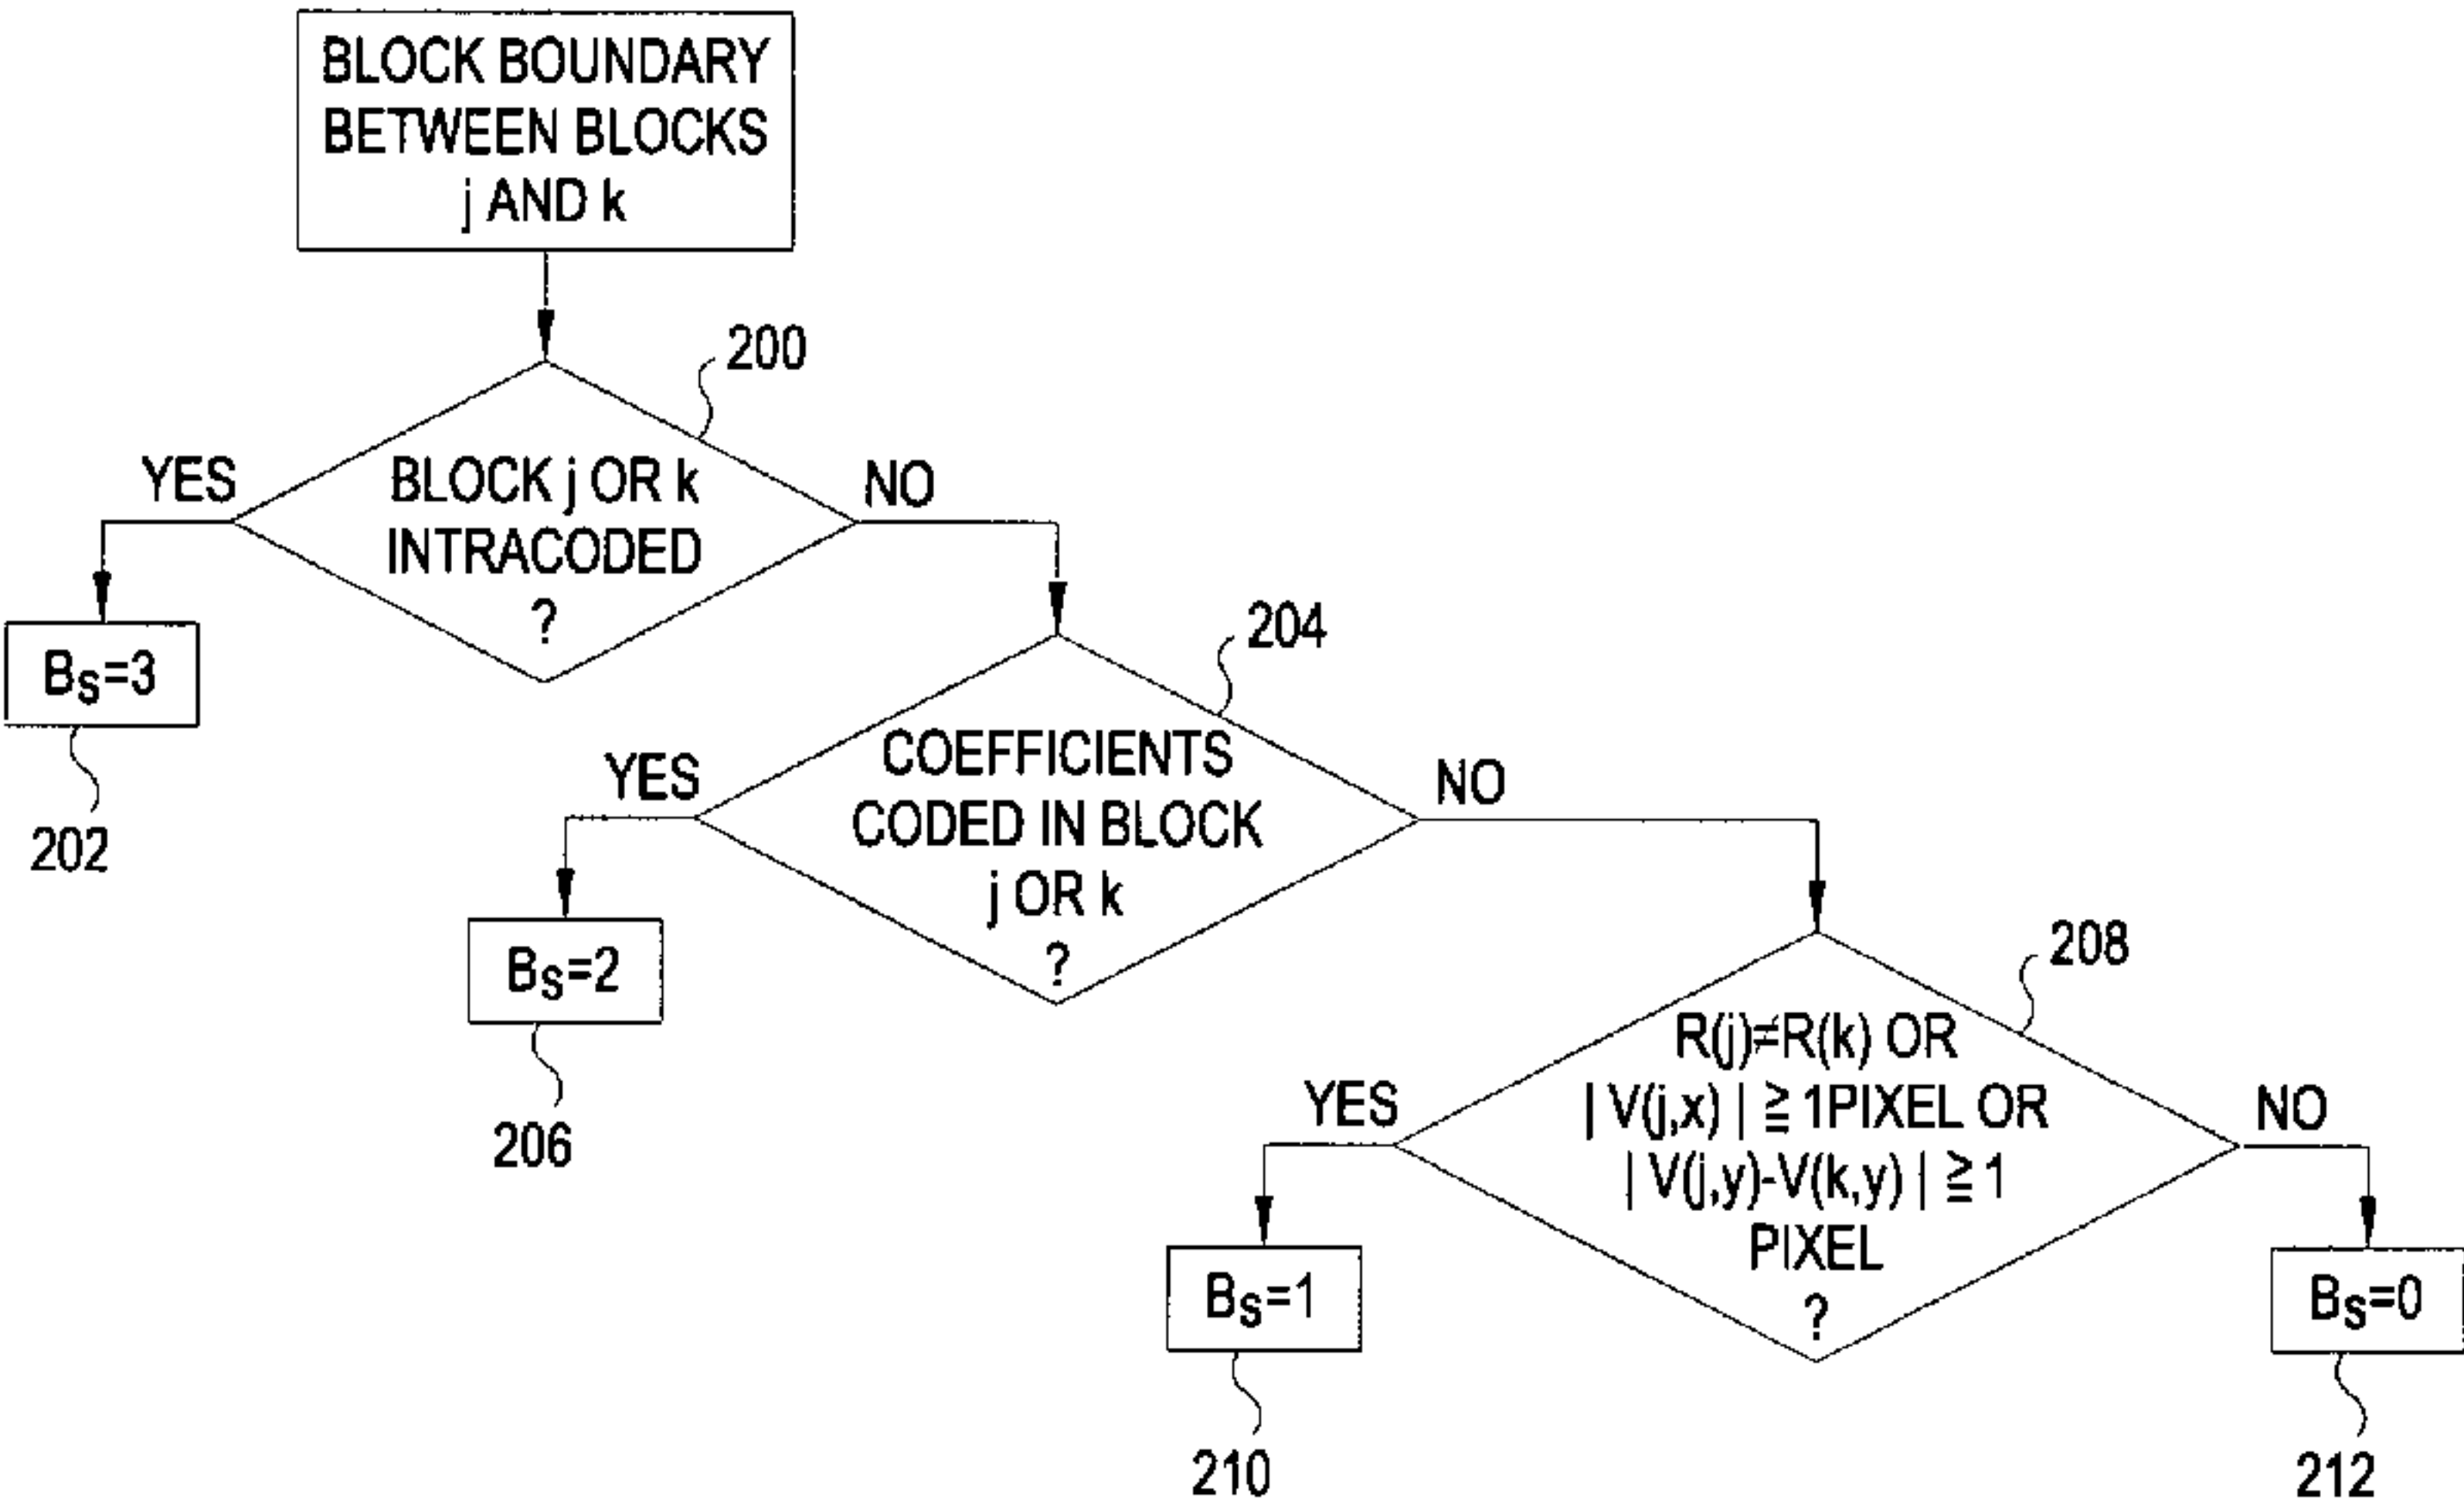 BLOCK BOUNDARY
BETWEEN BLOCKS
j AND k
200
BLOCK j OR k
INTRACODED
?
YES
NO
Bs=3
202
204
COEFFICIENTS
CODED IN BLOCK
j OR k
?
YES
NO
Bs=2
206
208
R(j)≠R(k) OR
| V(j,x) | ≧ 1PIXEL OR
| V(j,y)-V(k,y) | ≧ 1
PIXEL
?
YES
NO
Bs=1
210
Bs=0
212